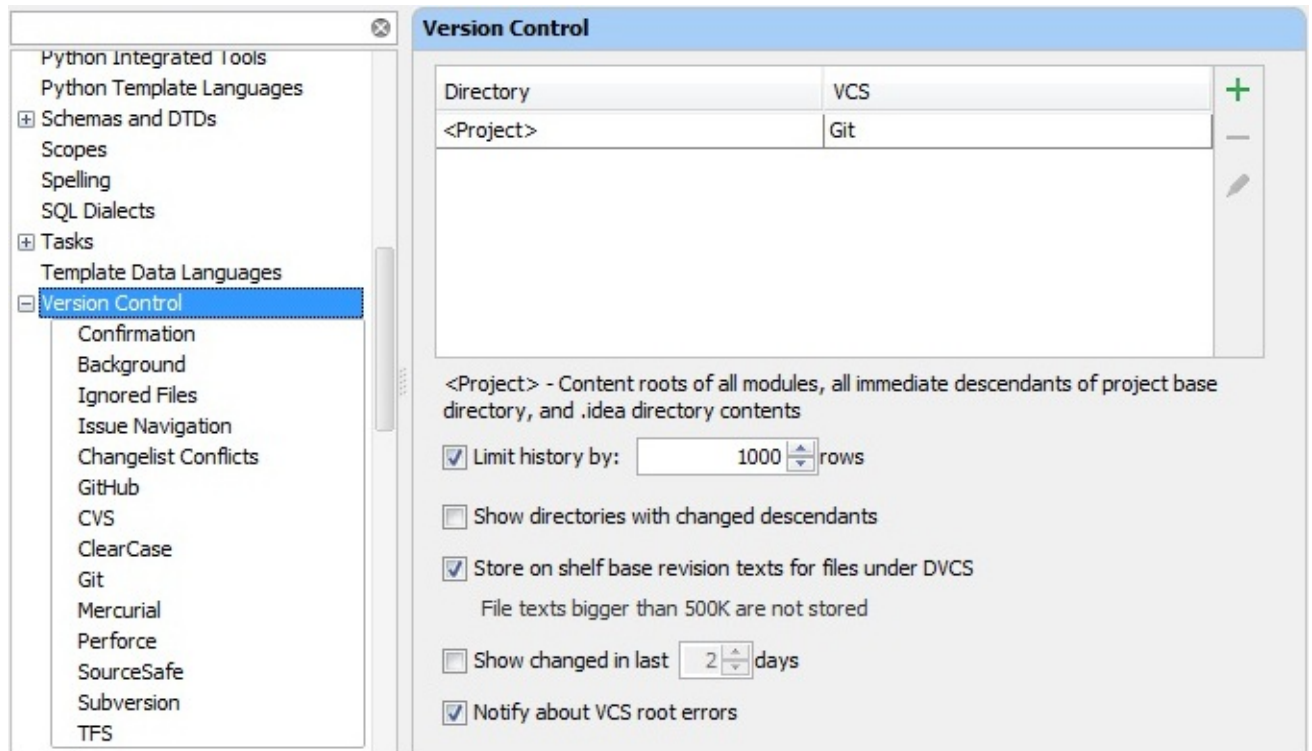 Python Integrated Tools
Python Template Languages
Schemas and DTDs
Scopes
Spelling
SQL Dialects
Tasks
Template Data Languages
Version Control
Confirmation
Background
Ignored Files
Issue Navigation
Changelist Conflicts
GitHub
CVS
ClearCase
Git
Mercurial
Perforce
SourceSafe
Subversion
TFS
Version Control
Directory VCS
<Project> Git
<Project> - Content roots of all modules, all immediate descendants of project base
directory, and .idea directory contents
Limit history by: 1000 rows
Show directories with changed descendants
Store on shelf base revision texts for files under DVCS
File texts bigger than 500K are not stored
Show changed in last 2 days
Notify about VCS root errors